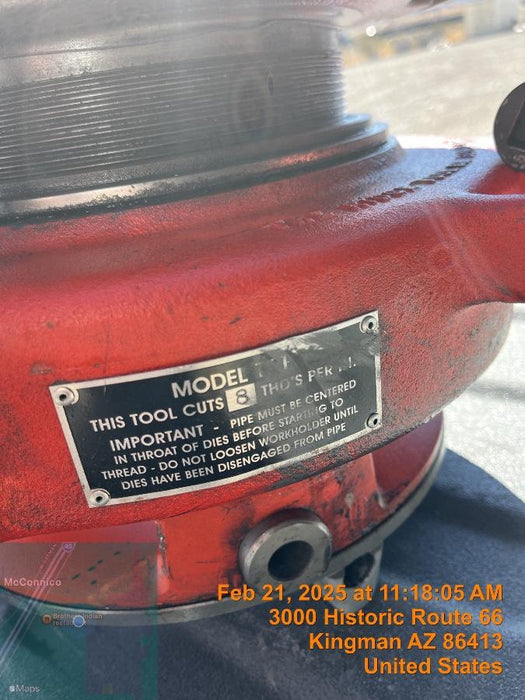 MODEL
THIS TOOL CUTS 8 THD'S PER IN.
IMPORTANT - PIPE MUST BE CENTERED
IN THROAT OF DIES BEFORE STARTING TO
THREAD - DO NOT LOOSEN WORKHOLDER UNTIL
DIES HAVE BEEN DISENGAGED FROM PIPE
McConnico
Brothers Indian
Feb 21, 2025 at 11:18:05 AM
3000 Historic Route 66
Kingman AZ 86413
United States
Maps